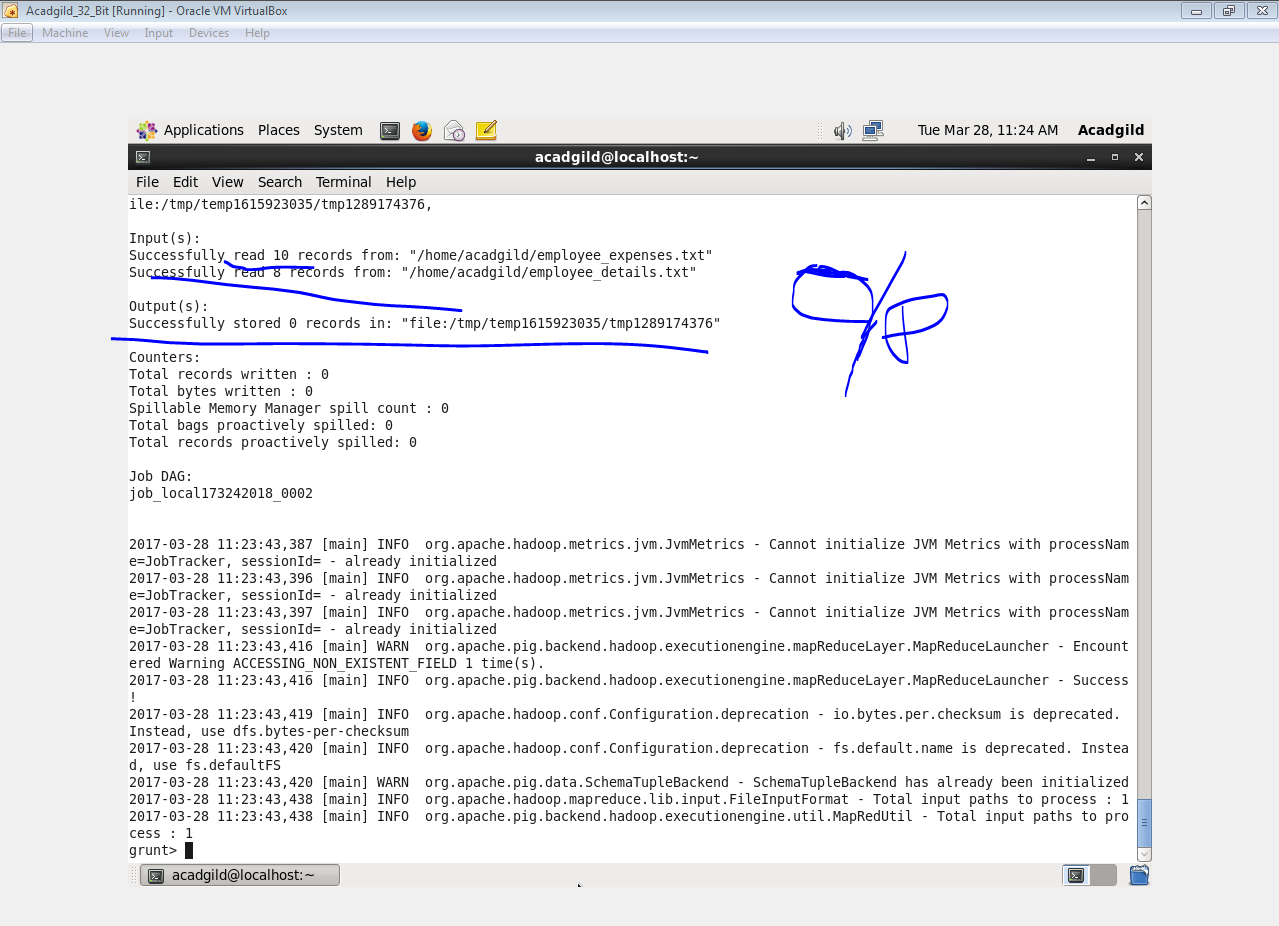 Acadgild_32_Bit [Running] - Oracle VM VirtualBox
File Machine View Input Devices Help
Applications Places System Tue Mar 28, 11:24 AM Acadgild
acadgild@localhost:~
File Edit View Search Terminal Help
ile:/tmp/temp1615923035/tmp1289174376,
Input(s):
Successfully read 10 records from: "/home/acadgild/employee_expenses.txt"
Successfully read 8 records from: "/home/acadgild/employee_details.txt"
Output(s):
Successfully stored 0 records in: "file:/tmp/temp1615923035/tmp1289174376"
Counters:
Total records written : 0
Total bytes written : 0
Spillable Memory Manager spill count : 0
Total bags proactively spilled: 0
Total records proactively spilled: 0
Job DAG:
job_local173242018_0002
2017-03-28 11:23:43,387 [main] INFO  org.apache.hadoop.metrics.jvm.JvmMetrics - Cannot initialize JVM Metrics with processNam
e=JobTracker, sessionId= - already initialized
2017-03-28 11:23:43,396 [main] INFO  org.apache.hadoop.metrics.jvm.JvmMetrics - Cannot initialize JVM Metrics with processNam
e=JobTracker, sessionId= - already initialized
2017-03-28 11:23:43,397 [main] INFO  org.apache.hadoop.metrics.jvm.JvmMetrics - Cannot initialize JVM Metrics with processNam
e=JobTracker, sessionId= - already initialized
2017-03-28 11:23:43,416 [main] WARN  org.apache.pig.backend.hadoop.executionengine.mapReduceLayer.MapReduceLauncher - Encount
ered Warning ACCESSING_NON_EXISTENT_FIELD 1 time(s).
2017-03-28 11:23:43,416 [main] INFO  org.apache.pig.backend.hadoop.executionengine.mapReduceLayer.MapReduceLauncher - Success
!
2017-03-28 11:23:43,419 [main] INFO  org.apache.hadoop.conf.Configuration.deprecation - io.bytes.per.checksum is deprecated.
Instead, use dfs.bytes-per-checksum
2017-03-28 11:23:43,420 [main] INFO  org.apache.hadoop.conf.Configuration.deprecation - fs.default.name is deprecated. Instea
d, use fs.defaultFS
2017-03-28 11:23:43,420 [main] WARN  org.apache.pig.data.SchemaTupleBackend - SchemaTupleBackend has already been initialized
2017-03-28 11:23:43,438 [main] INFO  org.apache.hadoop.mapreduce.lib.input.FileInputFormat - Total input paths to process : 1
2017-03-28 11:23:43,438 [main] INFO  org.apache.pig.backend.hadoop.executionengine.util.MapRedUtil - Total input paths to pro
cess : 1
grunt>
acadgild@localhost:~
O/P